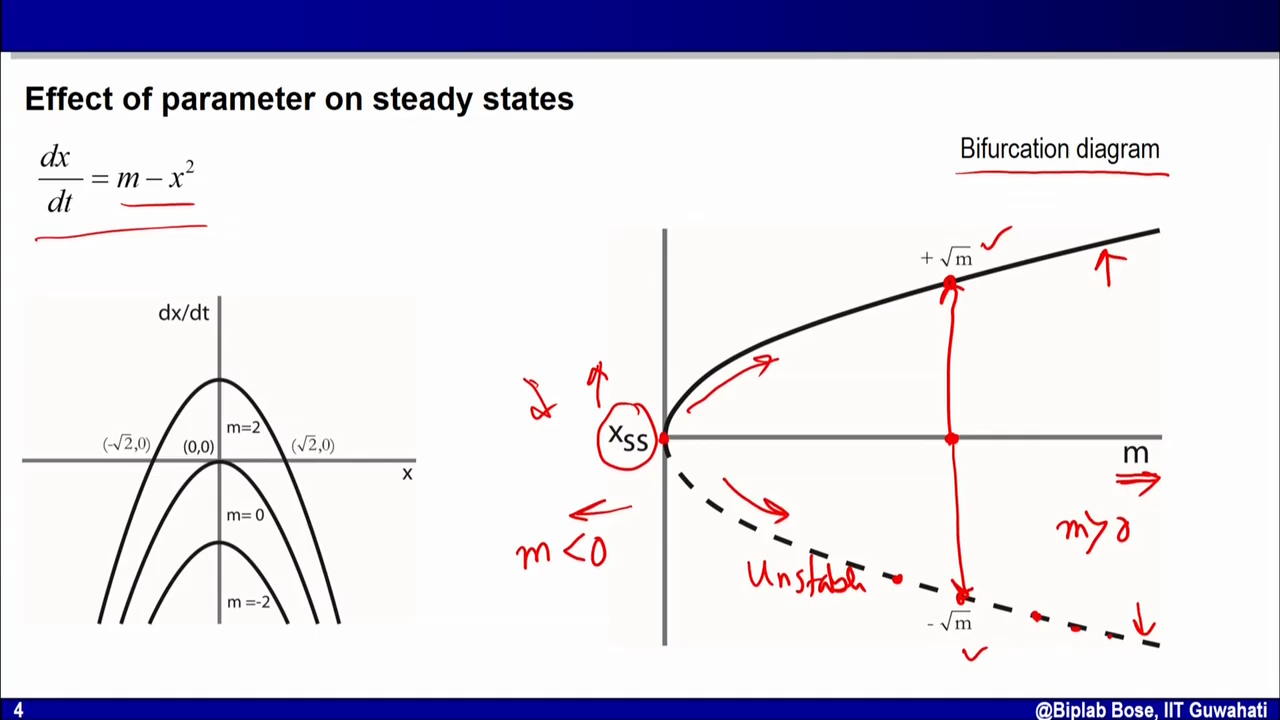 Effect of parameter on steady states
dx/dt = m − x²
Bifurcation diagram
dx/dt
m=2
(-√2,0)
(0,0)
(√2,0)
x
m= 0
m =-2
+ √m
xss
m
m < 0
m > 0
Unstable
- √m
4
@Biplab Bose, IIT Guwahati